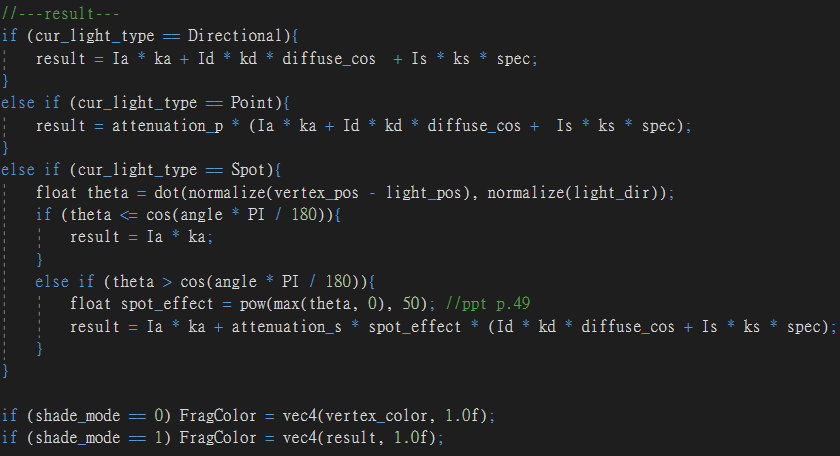 //---result---
if (cur_light_type == Directional){
result = Ia * ka + Id * kd * diffuse_cos  + Is * ks * spec;
}
else if (cur_light_type == Point){
result = attenuation_p * (Ia * ka + Id * kd * diffuse_cos +  Is * ks * spec);
}
else if (cur_light_type == Spot){
float theta = dot(normalize(vertex_pos - light_pos), normalize(light_dir));
if (theta <= cos(angle * PI / 180)){
result = Ia * ka;
}
else if (theta > cos(angle * PI / 180)){
float spot_effect = pow(max(theta, 0), 50); //ppt p.49
result = Ia * ka + attenuation_s * spot_effect * (Id * kd * diffuse_cos + Is * ks * spec);
}
}
if (shade_mode == 0) FragColor = vec4(vertex_color, 1.0f);
if (shade_mode == 1) FragColor = vec4(result, 1.0f);